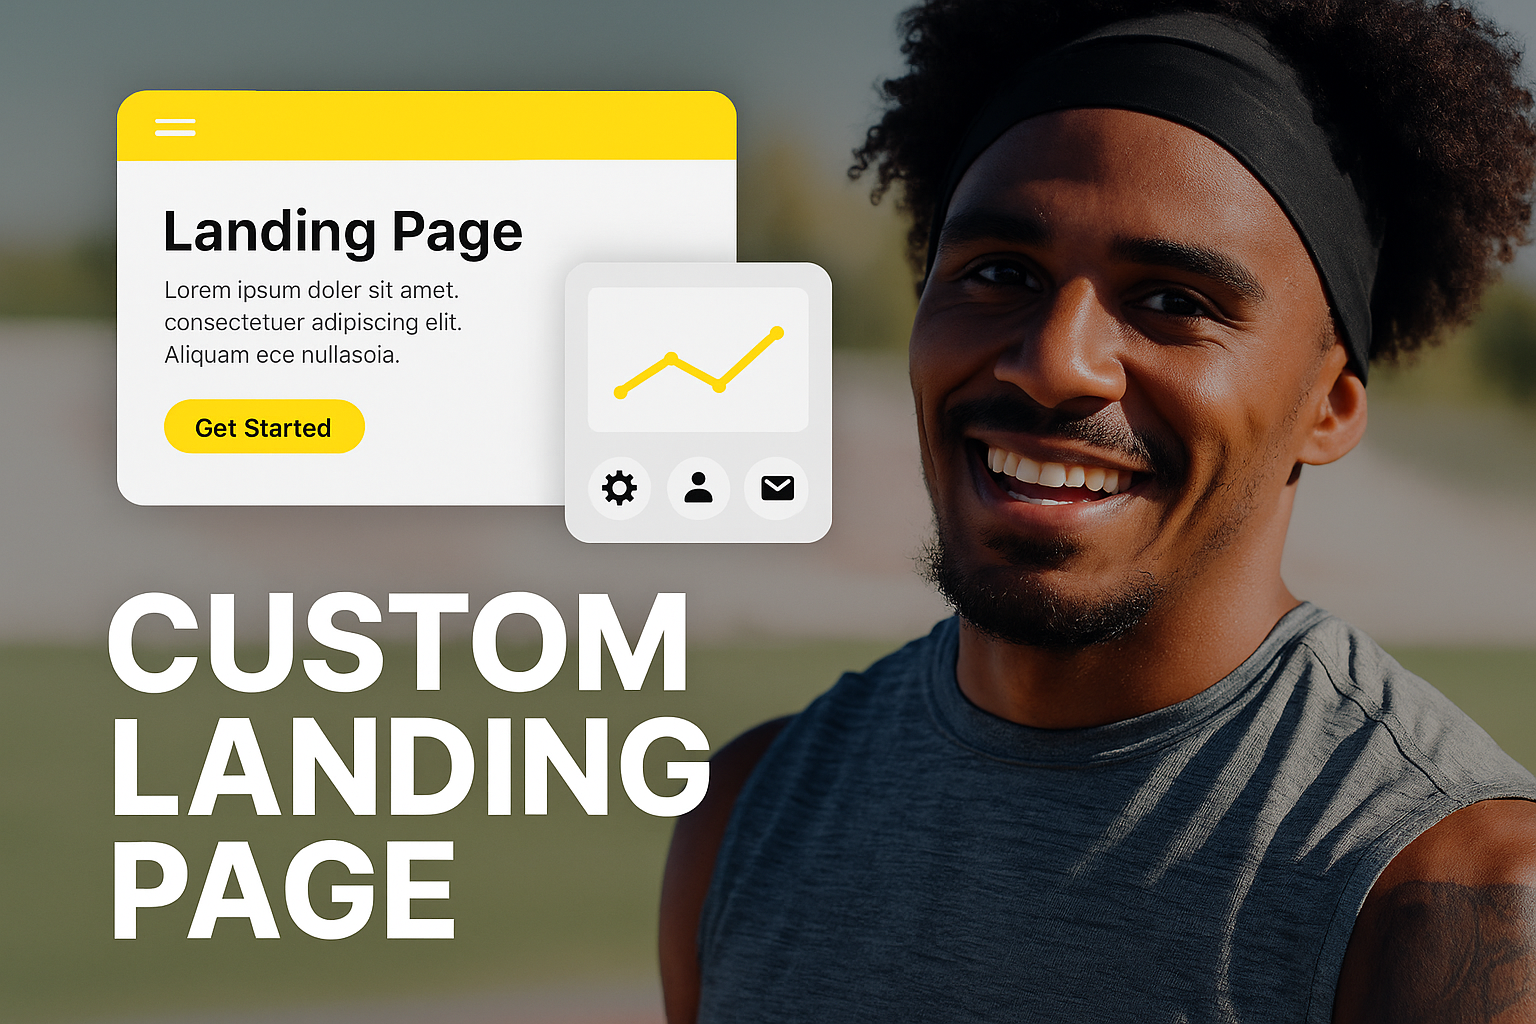 Landing Page
Lorem ipsum doler sit amet.
consectetuer adipiscing elit.
Aliquam ece nullasoia.
Get Started
CUSTOM
LANDING
PAGE